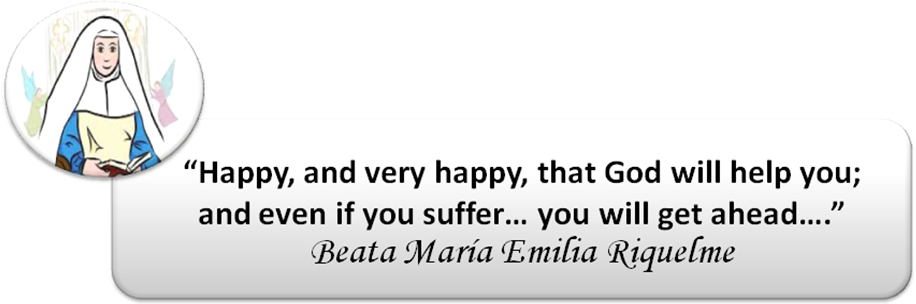 “Happy, and very happy, that God will help you;
and even if you suffer… you will get ahead….”
Beata María Emilia Riquelme